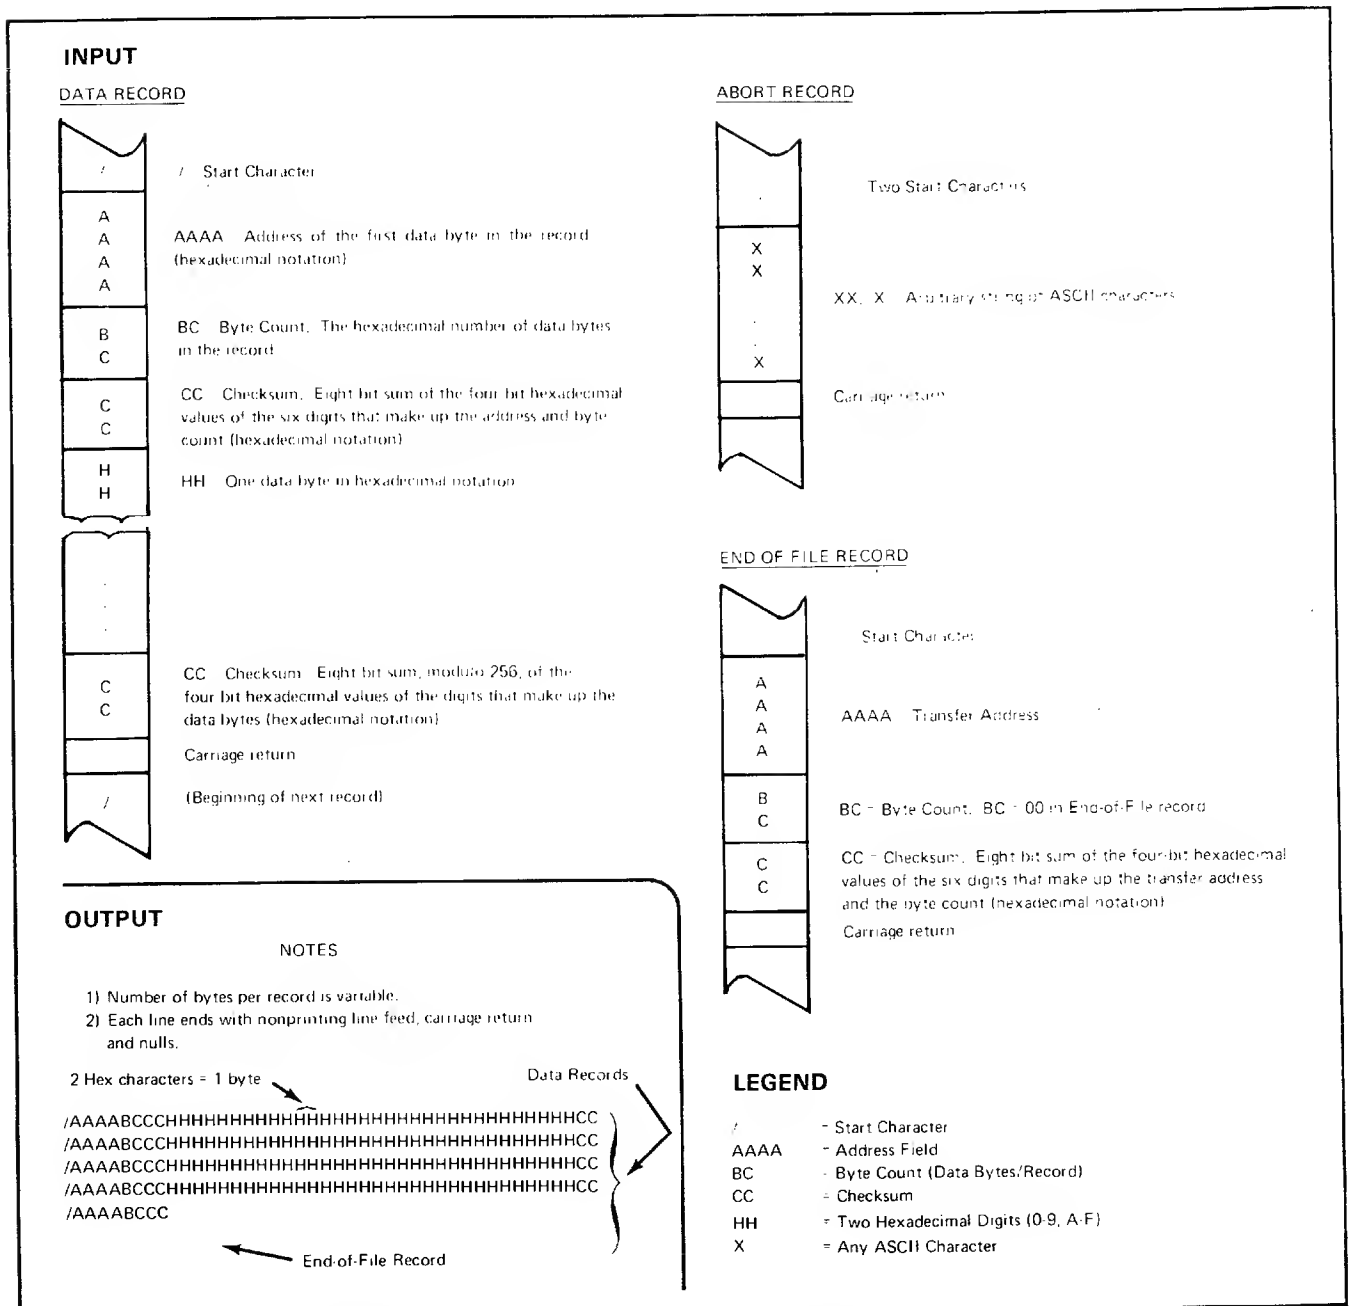 INPUT
DATA RECORD
/
/ Start Character
A
A
A
A
AAAA Address of the first data byte in the record
(hexadecimal notation)
B
C
BC Byte Count. The hexadecimal number of data bytes
in the record
C
C
CC Checksum. Eight bit sum of the four bit hexadecimal
values of the six digits that make up the address and byte
count (hexadecimal notation)
H
H
HH One data byte in hexadecimal notation
.
.
.
C
C
CC Checksum Eight bit sum, modulo 256, of the
four bit hexadecimal values of the digits that make up the
data bytes (hexadecimal notation)
Carriage return
/
(Beginning of next record)
ABORT RECORD
Two Start Characters
X
X
.
.
X
XX, X Arbitrary string of ASCII characters
Carriage return
END OF FILE RECORD
Start Character
A
A
A
A
AAAA Transfer Address
B
C
BC = Byte Count. BC = 00 in End-of-File record
C
C
CC = Checksum. Eight bit sum of the four-bit hexadecimal
values of the six digits that make up the transfer address
and the byte count (hexadecimal notation)
Carriage return
OUTPUT
NOTES
1) Number of bytes per record is variable.
2) Each line ends with nonprinting line feed, carriage return
and nulls.
2 Hex characters = 1 byte
Data Records
/AAAABCCCHHHHHHHHHHHHHHHHHHHHHHHHHHHHHHHHCC
/AAAABCCCHHHHHHHHHHHHHHHHHHHHHHHHHHHHHHHHCC
/AAAABCCCHHHHHHHHHHHHHHHHHHHHHHHHHHHHHHHHCC
/AAAABCCCHHHHHHHHHHHHHHHHHHHHHHHHHHHHHHHHCC
/AAAABCCC
End-of-File Record
LEGEND
/ = Start Character
AAAA = Address Field
BC - Byte Count (Data Bytes/Record)
CC = Checksum
HH = Two Hexadecimal Digits (0-9, A-F)
X = Any ASCII Character